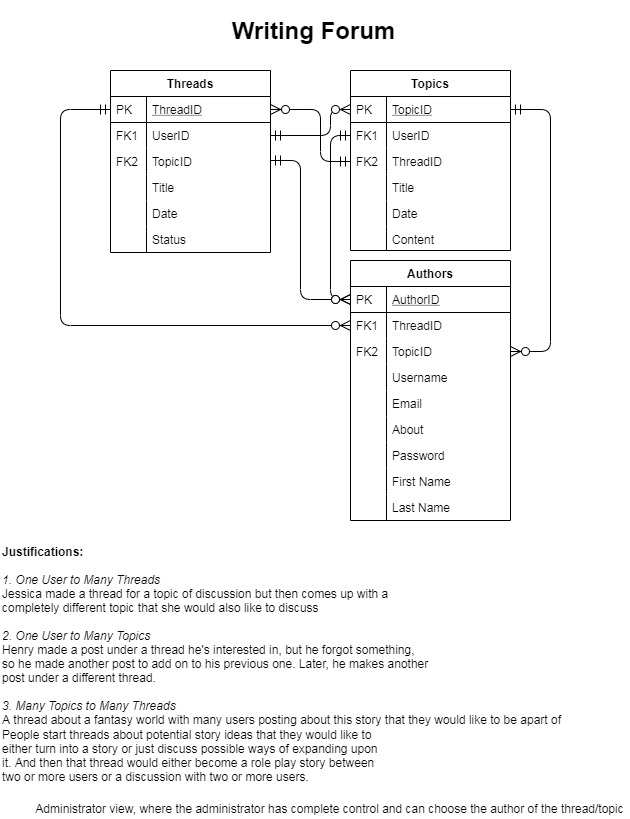 Writing Forum
Threads
PK ThreadID
FK1 UserID
FK2 TopicID
Title
Date
Status
Topics
PK TopicID
FK1 UserID
FK2 ThreadID
Title
Date
Content
Authors
PK AuthorID
FK1 ThreadID
FK2 TopicID
Username
Email
About
Password
First Name
Last Name
Justifications:
1. One User to Many Threads
Jessica made a thread for a topic of discussion but then comes up with a
completely different topic that she would also like to discuss
2. One User to Many Topics
Henry made a post under a thread he's interested in, but he forgot something,
so he made another post to add on to his previous one. Later, he makes another
post under a different thread.
3. Many Topics to Many Threads
A thread about a fantasy world with many users posting about this story that they would like to be apart of
People start threads about potential story ideas that they would like to
either turn into a story or just discuss possible ways of expanding upon
it. And then that thread would either become a role play story between
two or more users or a discussion with two or more users.
Administrator view, where the administrator has complete control and can choose the author of the thread/topic